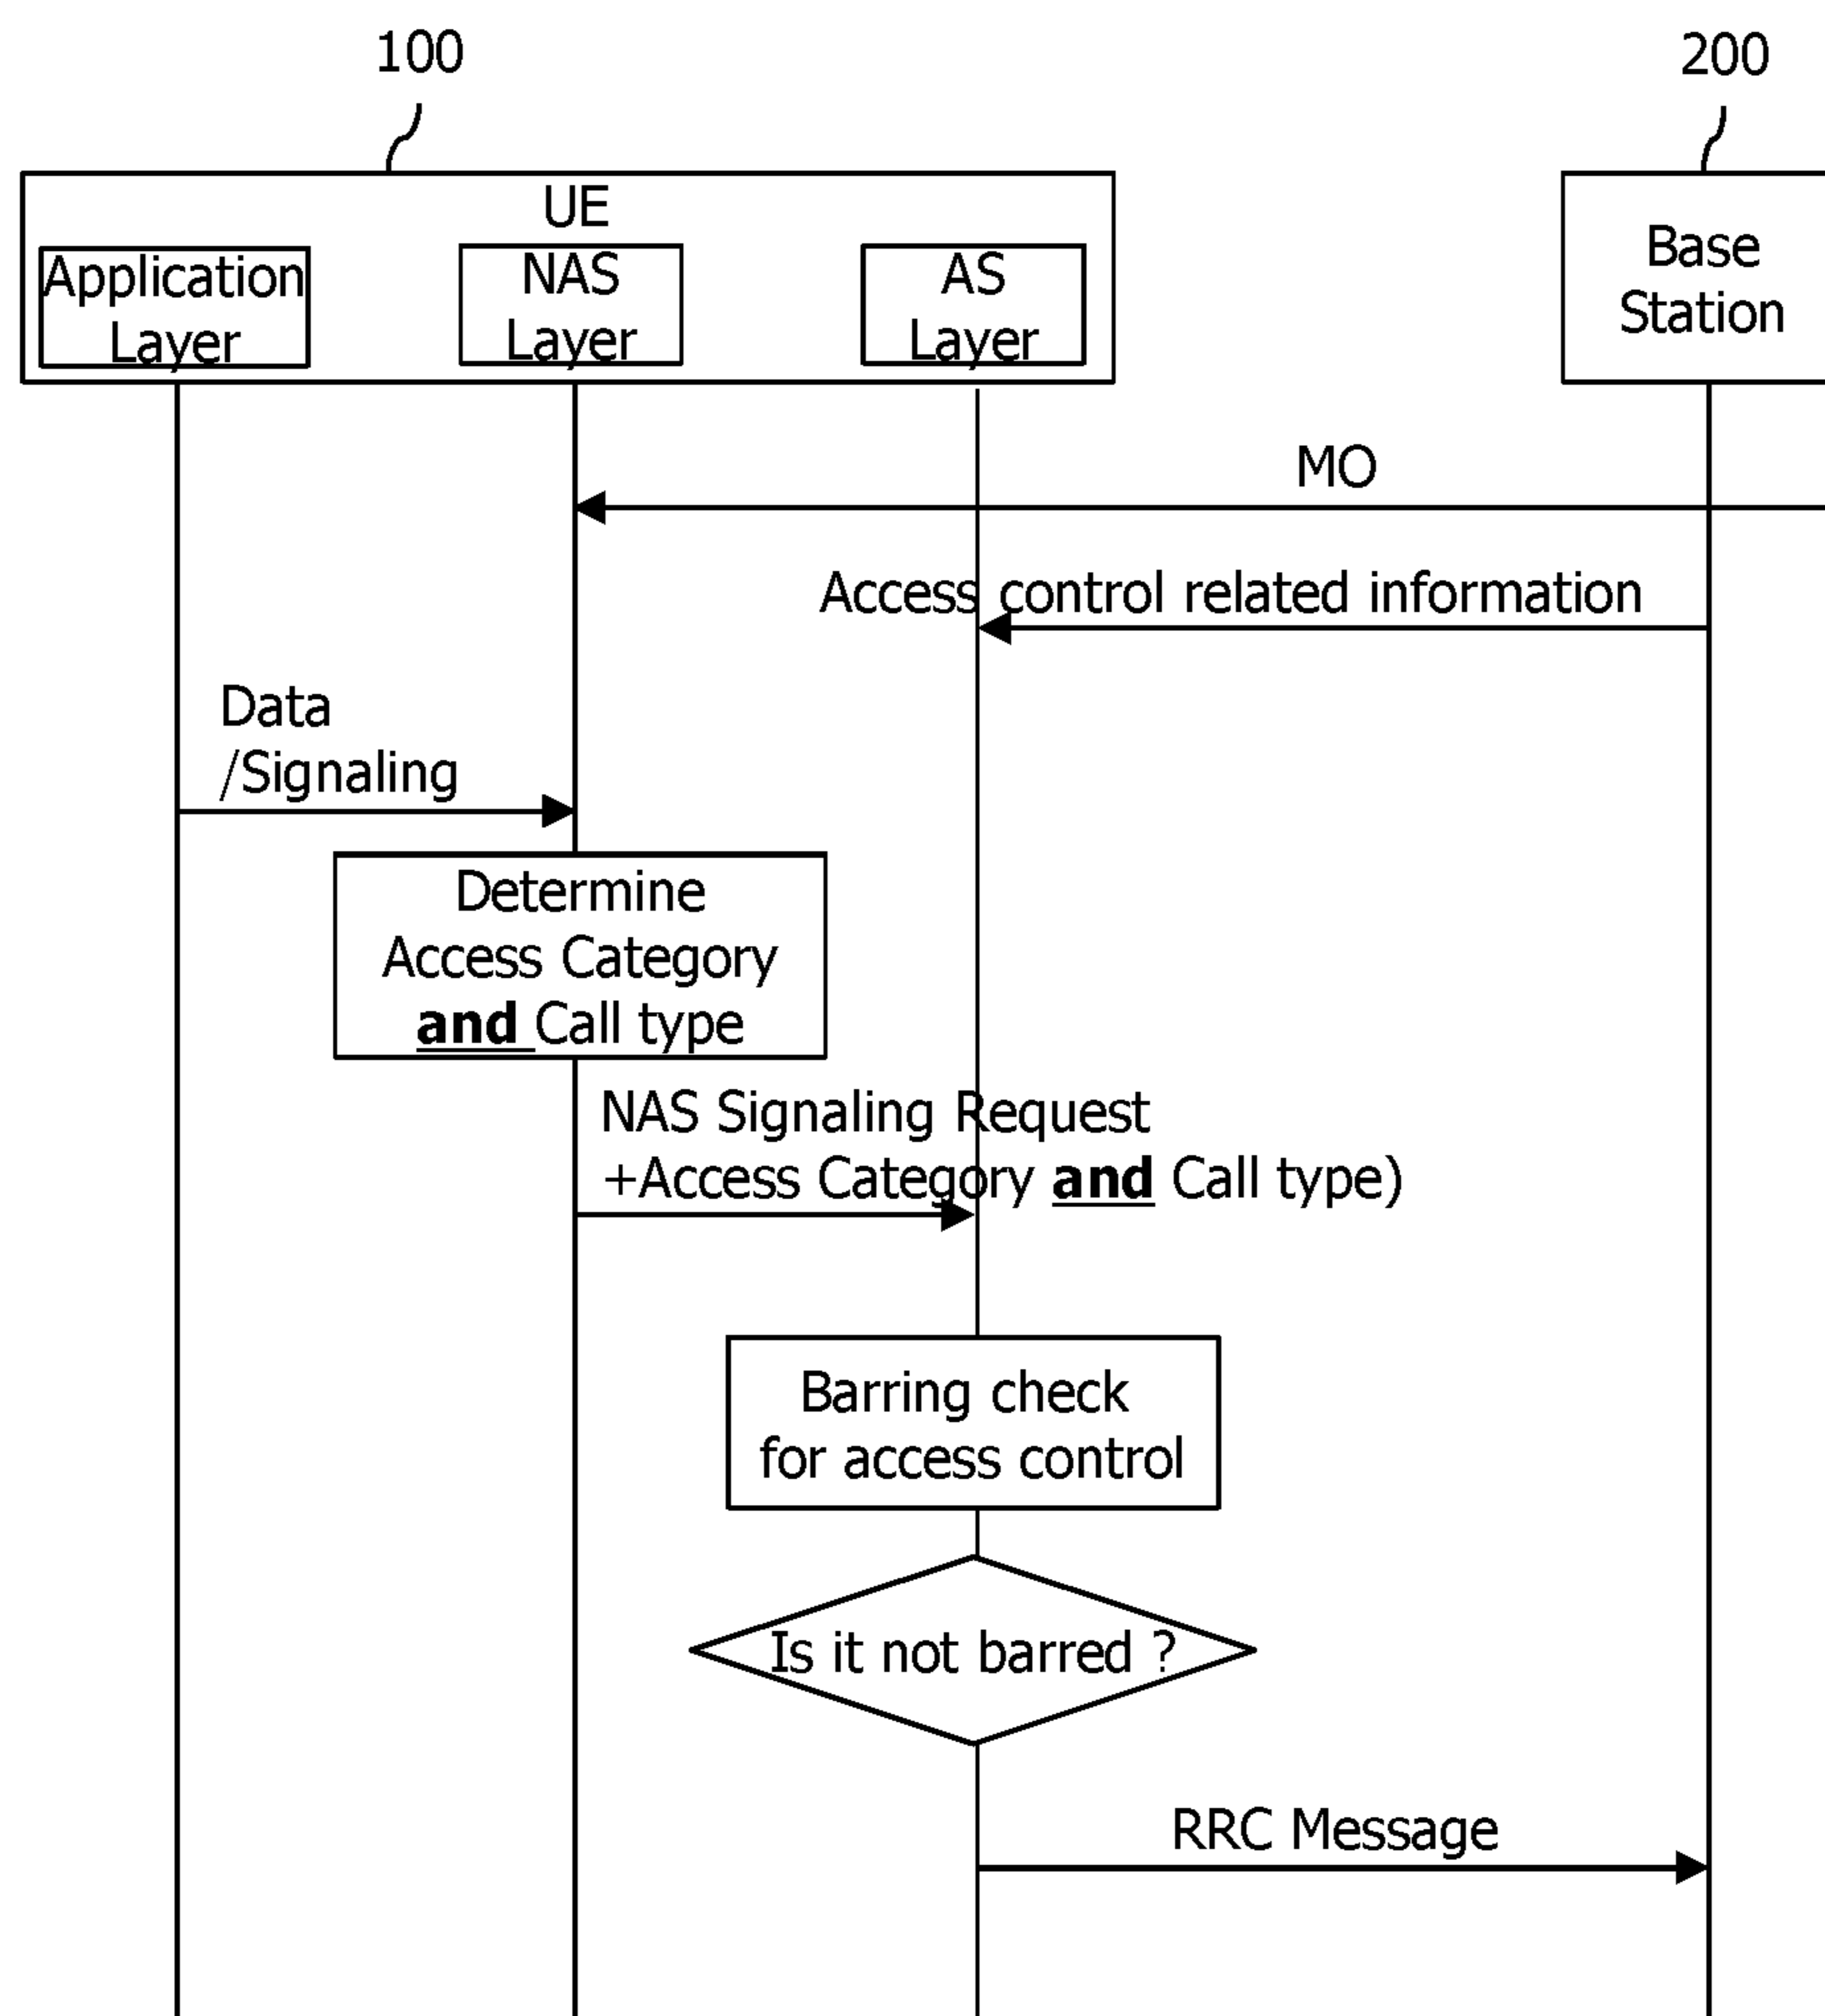 100
200
UE
Application
Layer
NAS
Layer
AS
Layer
Base
Station
MO
Access control related information
Data
/Signaling
Determine
Access Category
and Call type
NAS Signaling Request
+Access Category and Call type)
Barring check
for access control
Is it not barred ?
RRC Message